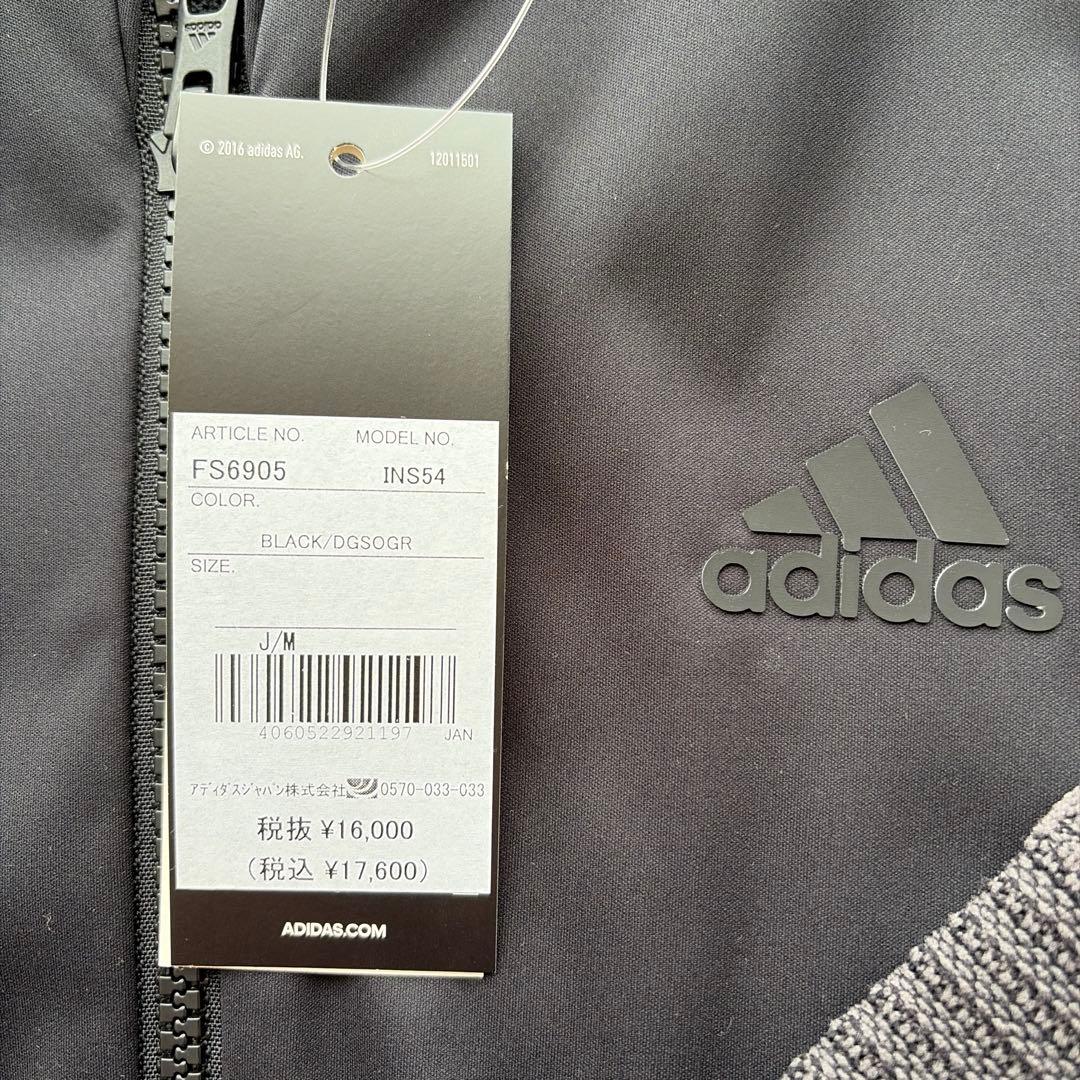 adidas
© 2016 adidas AG.
12011501
ARTICLE NO. MODEL NO.
FS6905 INS54
COLOR.
BLACK/DGSOGR
SIZE.
J/M
4060522921197 JAN
アディダスジャパン株式会社 0570-033-033
税抜 ¥16,000
(税込 ¥17,600)
ADIDAS.COM
adidas